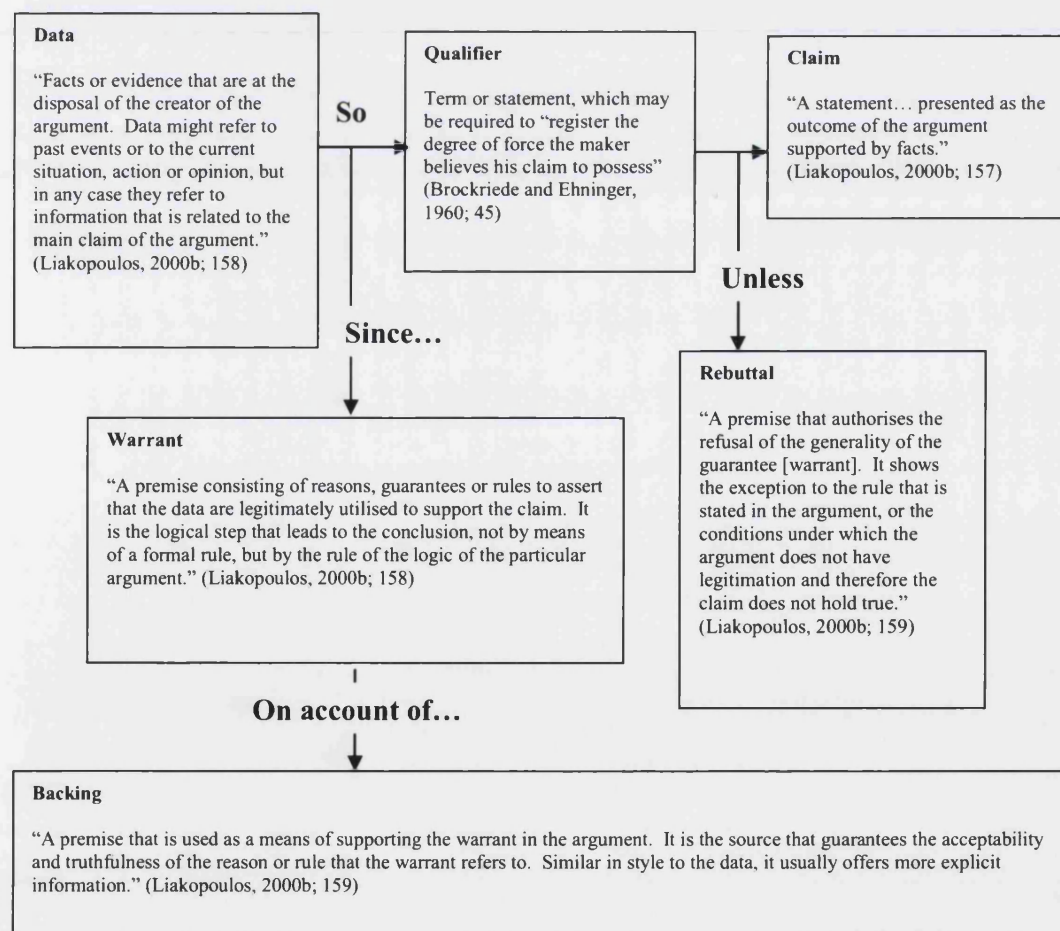 Data
“Facts or evidence that are at the
disposal of the creator of the
argument. Data might refer to
past events or to the current
situation, action or opinion, but
in any case they refer to
information that is related to the
main claim of the argument.”
(Liakopoulos, 2000b; 158)
So
Qualifier
Term or statement, which may
be required to “register the
degree of force the maker
believes his claim to possess”
(Brockriede and Ehninger,
1960; 45)
Claim
“A statement… presented as the
outcome of the argument
supported by facts.”
(Liakopoulos, 2000b; 157)
Since…
Unless
Warrant
“A premise consisting of reasons, guarantees or rules to assert
that the data are legitimately utilised to support the claim. It
is the logical step that leads to the conclusion, not by means
of a formal rule, but by the rule of the logic of the particular
argument.” (Liakopoulos, 2000b; 158)
Rebuttal
“A premise that authorises the
refusal of the generality of the
guarantee [warrant]. It shows
the exception to the rule that is
stated in the argument, or the
conditions under which the
argument does not have
legitimation and therefore the
claim does not hold true.”
(Liakopoulos, 2000b; 159)
On account of…
Backing
“A premise that is used as a means of supporting the warrant in the argument. It is the source that guarantees the acceptability
and truthfulness of the reason or rule that the warrant refers to. Similar in style to the data, it usually offers more explicit
information.” (Liakopoulos, 2000b; 159)